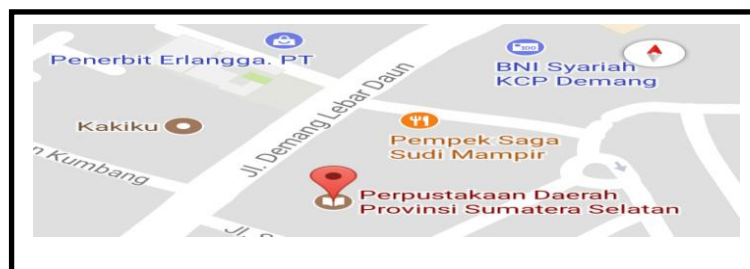 Penerbit Erlangga. PT
BNI Syariah
KCP Demang
Jl. Demang Lebar Daun
Kakiku
Pempek Saga
Sudi Mampir
Kumbang
Perpustakaan Daerah
Provinsi Sumatera Selatan